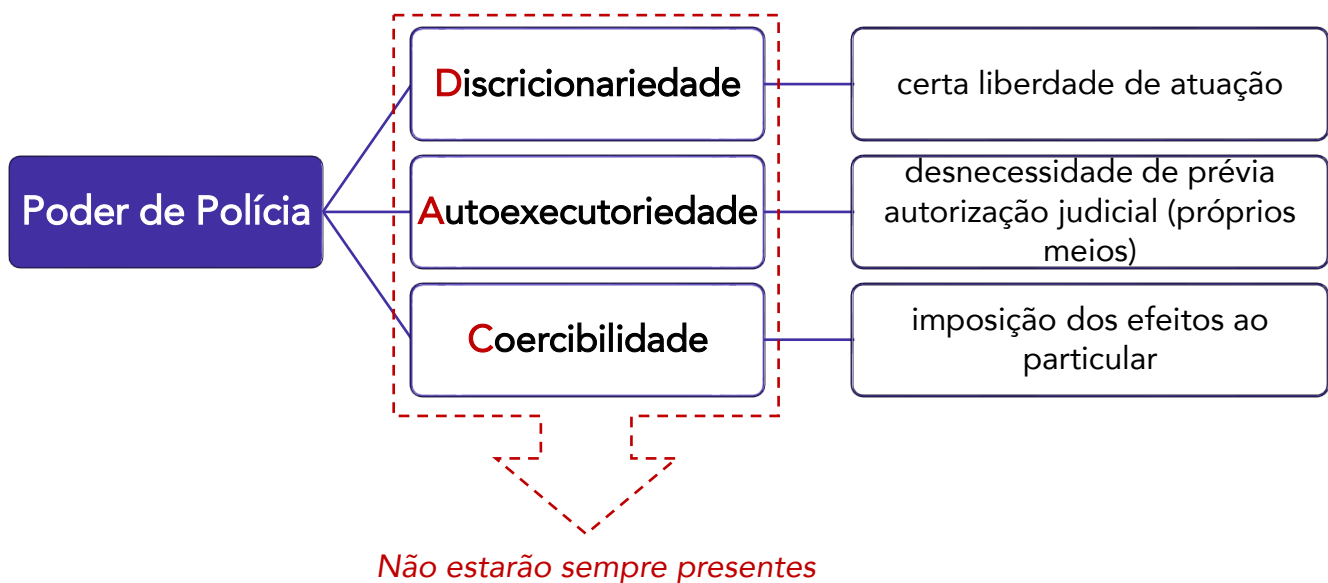 Poder de Polícia
Discricionariedade
certa liberdade de atuação
Autoexecutoriedade
desnecessidade de prévia
autorização judicial (próprios
meios)
Coercibilidade
imposição dos efeitos ao
particular
Não estarão sempre presentes